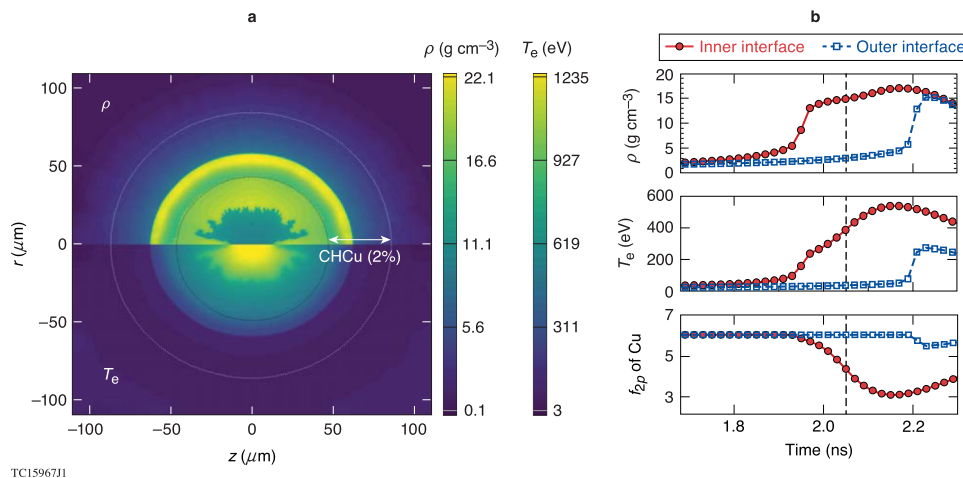 a
b
ρ (g cm–3)
Te (eV)
Inner interface
Outer interface
r (μm)
100
50
0
–50
–100
ρ
Te
CHCu (2%)
–100
–50
0
50
100
z (μm)
22.1
16.6
11.1
5.6
0.1
1235
927
619
311
3
ρ (g cm–3)
20
15
10
5
0
Te (eV)
600
400
200
0
f2p of Cu
7
5
3
1.8
2.0
2.2
Time (ns)
TC15967J1